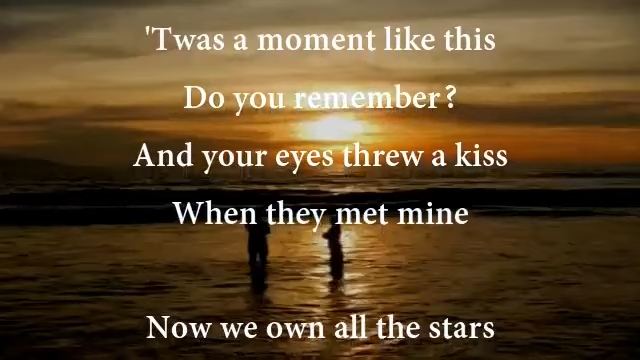 'Twas a moment like this
Do you remember?
And your eyes threw a kiss
When they met mine
Now we own all the stars